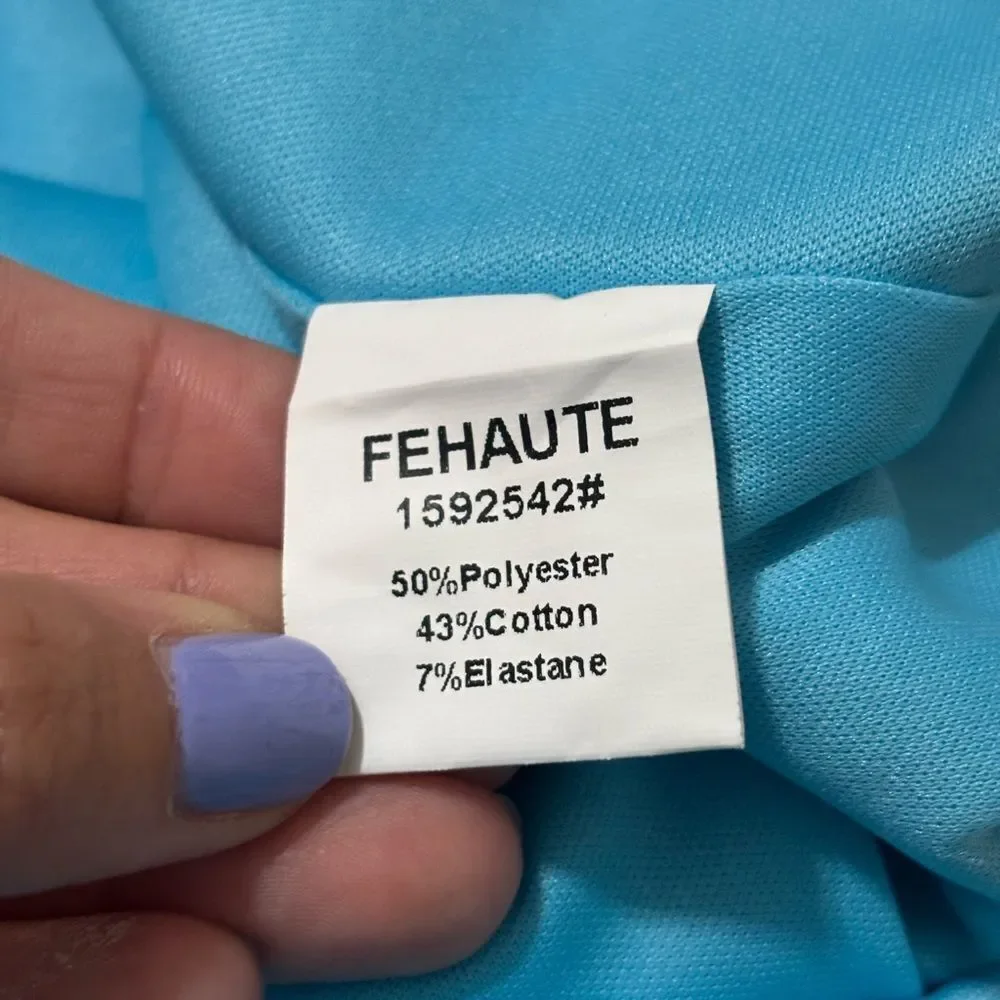 FEHAUTE
1592542#
50%Polyester
43%Cotton
7%Elastane